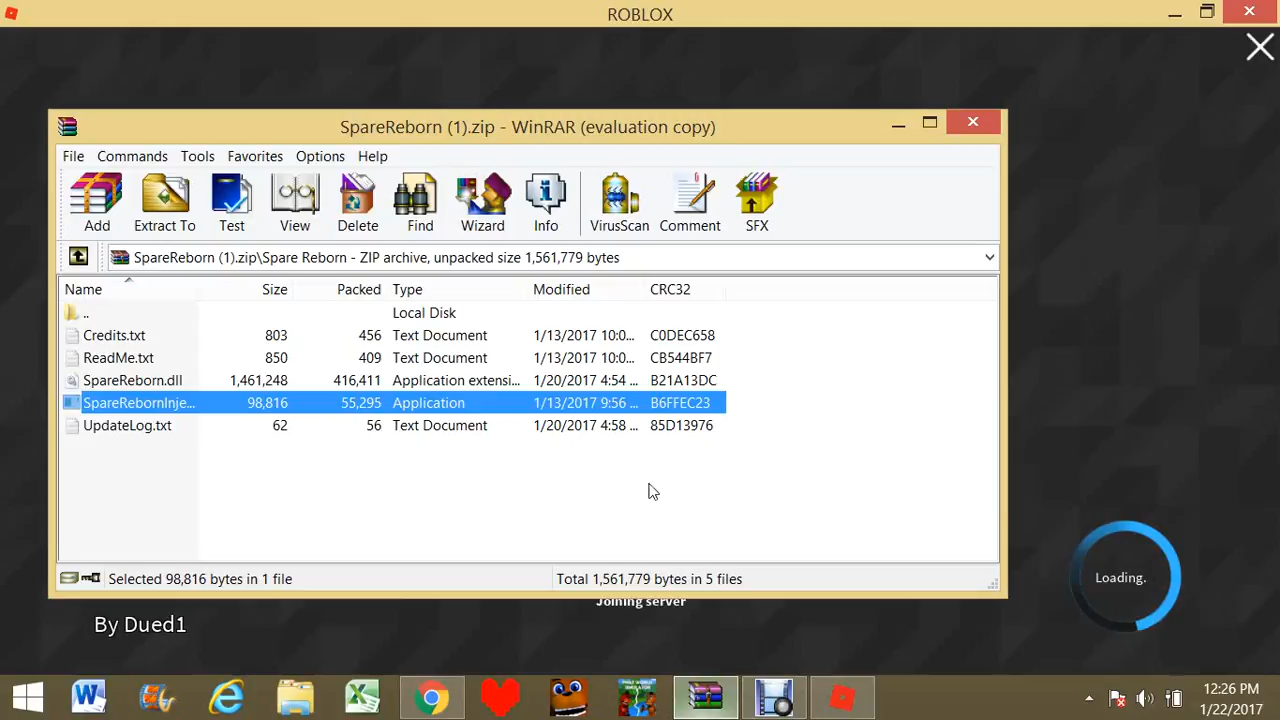 ROBLOX
SpareReborn (1).zip - WinRAR (evaluation copy)
File Commands Tools Favorites Options Help
Add Extract To Test View Delete Find Wizard Info VirusScan Comment SFX
SpareReborn (1).zip\Spare Reborn - ZIP archive, unpacked size 1,561,779 bytes
Name Size Packed Type Modified CRC32
.. Local Disk
Credits.txt 803 456 Text Document 1/13/2017 10:0... C0DEC658
ReadMe.txt 850 409 Text Document 1/13/2017 10:0... CB544BF7
SpareReborn.dll 1,461,248 416,411 Application extensi... 1/20/2017 4:54 ... B21A13DC
SpareRebornInje... 98,816 55,295 Application 1/13/2017 9:56 ... B6FFEC23
UpdateLog.txt 62 56 Text Document 1/20/2017 4:58 ... 85D13976
Selected 98,816 bytes in 1 file Total 1,561,779 bytes in 5 files
Loading.
Joining server
By Dued1
12:26 PM
1/22/2017